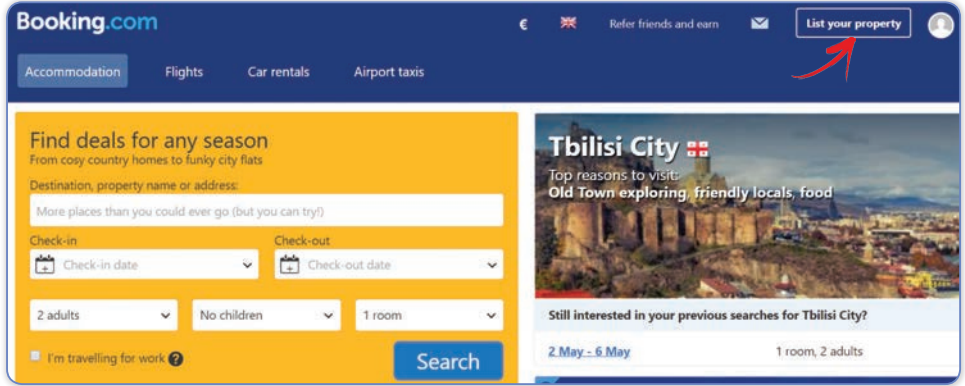 Booking.com
€
Refer friends and earn
List your property
Accommodation
Flights
Car rentals
Airport taxis
Find deals for any season
From cosy country homes to funky city flats
Destination, property name or address:
More places than you could ever go (but you can try!)
Check-in
Check-out
Check-in date
Check-out date
2 adults
No children
1 room
I'm travelling for work ?
Search
Tbilisi City
Top reasons to visit:
Old Town exploring, friendly locals, food
Still interested in your previous searches for Tbilisi City?
2 May - 6 May
1 room, 2 adults